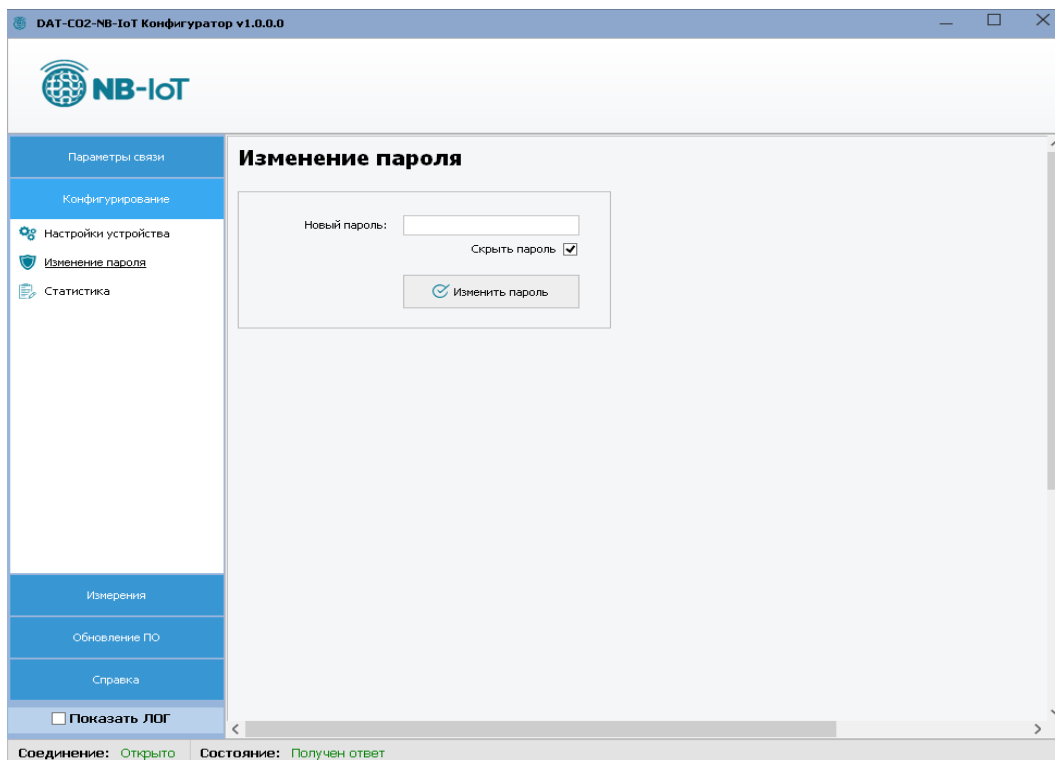 DAT-CO2-NB-IoT Конфигуратор v1.0.0.0
NB-IoT
Параметры связи
Конфигурирование
Настройки устройства
Изменение пароля
Статистика
Измерения
Обновление ПО
Справка
Показать ЛОГ
Изменение пароля
Новый пароль:
Скрыть пароль
Изменить пароль
Соединение: Открыто Состояние: Получен ответ